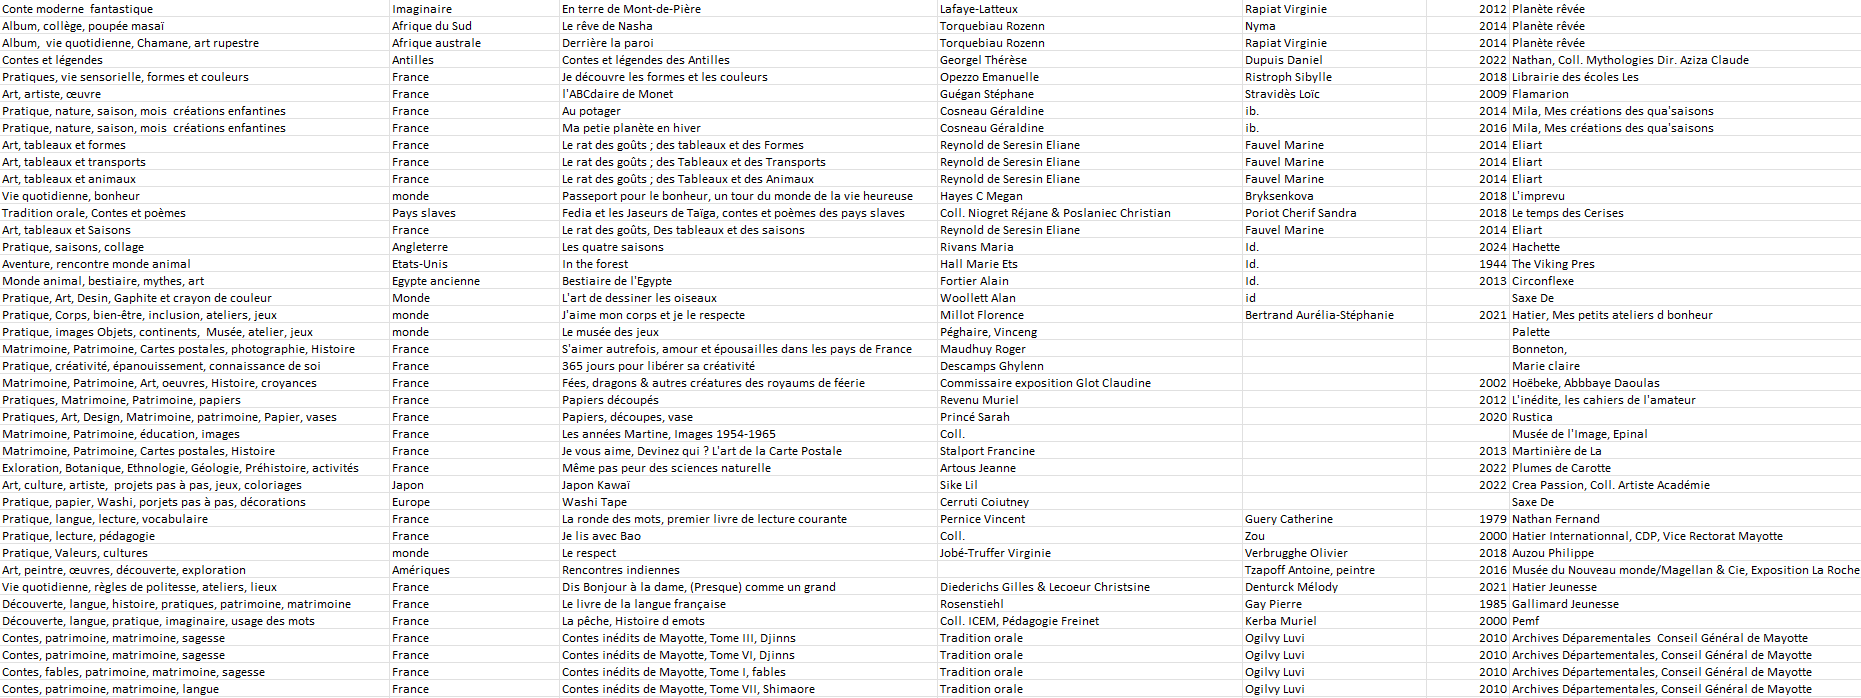 Conte moderne  fantastique Imaginaire En terre de Mont-de-Pière Lafaye-Latteux Rapiat Virginie 2012 Planète rêvée
Album, collège, poupée masaï Afrique du Sud Le rêve de Nasha Torquebiau Rozenn Nyma 2014 Planète rêvée
Album,  vie quotidienne, Chamane, art rupestre Afrique australe Derrière la paroi Torquebiau Rozenn Rapiat Virginie 2014 Planète rêvée
Contes et légendes Antilles Contes et légendes des Antilles Georgel Thérèse Dupuis Daniel 2022 Nathan, Coll. Mythologies Dir. Aziza Claude
Pratiques, vie sensorielle, formes et couleurs France Je découvre les formes et les couleurs Opezzo Emanuelle Ristroph Sibylle 2018 Librairie des écoles Les
Art, artiste, œuvre France l'ABCdaire de Monet Guégan Stéphane Stravidès Loïc 2009 Flamarion
Pratique, nature, saison, mois  créations enfantines France Au potager Cosneau Géraldine ib. 2014 Mila, Mes créations des qua'saisons
Pratique, nature, saison, mois  créations enfantines France Ma petie planète en hiver Cosneau Géraldine ib. 2016 Mila, Mes créations des qua'saisons
Art, tableaux et formes France Le rat des goûts ; des tableaux et des Formes Reynold de Seresin Eliane Fauvel Marine 2014 Eliart
Art, tableaux et transports France Le rat des goûts ; des Tableaux et des Transports Reynold de Seresin Eliane Fauvel Marine 2014 Eliart
Art, tableaux et animaux France Le rat des goûts ; des Tableaux et des Animaux Reynold de Seresin Eliane Fauvel Marine 2014 Eliart
Vie quotidienne, bonheur monde Passeport pour le bonheur, un tour du monde de la vie heureuse Hayes C Megan Bryksenkova 2018 L'imprevu
Tradition orale, Contes et poèmes Pays slaves Fedia et les Jaseurs de Taïga, contes et poèmes des pays slaves Coll. Niogret Réjane & Poslaniec Christian Poriot Cherif Sandra 2018 Le temps des Cerises
Art, tableaux et Saisons France Le rat des goûts, Des tableaux et des saisons Reynold de Seresin Eliane Fauvel Marine 2014 Eliart
Pratique, saisons, collage Angleterre Les quatre saisons Rivans Maria Id. 2024 Hachette
Aventure, rencontre monde animal Etats-Unis In the forest Hall Marie Ets Id. 1944 The Viking Pres
Monde animal, bestiaire, mythes, art Egypte ancienne Bestiaire de l'Egypte Fortier Alain Id. 2013 Circonflexe
Pratique, Art, Desin, Gaphite et crayon de couleur Monde L'art de dessiner les oiseaux Woollett Alan id Saxe De
Pratique, Corps, bien-être, inclusion, ateliers, jeux monde J'aime mon corps et je le respecte Millot Florence Bertrand Aurélia-Stéphanie 2021 Hatier, Mes petits ateliers d bonheur
Pratique, images Objets, continents,  Musée, atelier, jeux monde Le musée des jeux Péghaire, Vinceng Palette
Matrimoine, Patrimoine, Cartes postales, photographie, Histoire France S'aimer autrefois, amour et épousailles dans les pays de France Maudhuy Roger Bonneton,
Pratique, créativité, épanouissement, connaissance de soi France 365 jours pour libérer sa créativité Descamps Ghylenn Marie claire
Matrimoine, Patrimoine, Art, oeuvres, Histoire, croyances France Fées, dragons & autres créatures des royaums de féerie Commissaire exposition Glot Claudine 2002 Hoëbeke, Abbbaye Daoulas
Pratiques, Matrimoine, Patrimoine, papiers France Papiers découpés Revenu Muriel 2012 L'inédite, les cahiers de l'amateur
Pratiques, Art, Design, Matrimoine, patrimoine, Papier, vases France Papiers, découpes, vase Princé Sarah 2020 Rustica
Matrimoine, Patrimoine, éducation, images France Les années Martine, Images 1954-1965 Coll. Musée de l'Image, Epinal
Matrimoine, Patrimoine, Cartes postales, Histoire France Je vous aime, Devinez qui ? L'art de la Carte Postale Stalport Francine 2013 Martinière de La
Exloration, Botanique, Ethnologie, Géologie, Préhistoire, activités France Même pas peur des sciences naturelle Artous Jeanne 2022 Plumes de Carotte
Art, culture, artiste,  projets pas à pas, jeux, coloriages Japon Japon Kawaï Sike Lil 2022 Crea Passion, Coll. Artiste Académie
Pratique, papier, Washi, porjets pas à pas, décorations Europe Washi Tape Cerruti Coiutney Saxe De
Pratique, langue, lecture, vocabulaire France La ronde des mots, premier livre de lecture courante Pernice Vincent Guery Catherine 1979 Nathan Fernand
Pratique, lecture, pédagogie France Je lis avec Bao Coll. Zou 2000 Hatier Internationnal, CDP, Vice Rectorat Mayotte
Pratique, Valeurs, cultures monde Le respect Jobé-Truffer Virginie Verbrugghe Olivier 2018 Auzou Philippe
Art, peintre, œuvres, découverte, exploration Amériques Rencontres indiennes Tzapoff Antoine, peintre 2016 Musée du Nouveau monde/Magellan & Cie, Exposition La Roche
Vie quotidienne, règles de politesse, ateliers, lieux France Dis Bonjour à la dame, (Presque) comme un grand Diederichs Gilles & Lecoeur Christsine Denturck Mélody 2021 Hatier Jeunesse
Découverte, langue, histoire, pratiques, patrimoine, matrimoine France Le livre de la langue française Rosenstiehl Gay Pierre 1985 Gallimard Jeunesse
Découverte, langue, pratique, imaginaire, usage des mots France La pêche, Histoire d emots Coll. ICEM, Pédagogie Freinet Kerba Muriel 2000 Pemf
Contes, patrimoine, matrimoine, sagesse France Contes inédits de Mayotte, Tome III, Djinns Tradition orale Ogilvy Luvi 2010 Archives Déparementales  Conseil Général de Mayotte
Contes, patrimoine, matrimoine, sagesse France Contes inédits de Mayotte, Tome VI, Djinns Tradition orale Ogilvy Luvi 2010 Archives Départementales, Conseil Général de Mayotte
Contes, fables, patrimoine, matrimoine, sagesse France Contes inédits de Mayotte, Tome I, fables Tradition orale Ogilvy Luvi 2010 Archives Départementales, Conseil Général de Mayotte
Contes, patrimoine, matrimoine, langue France Contes inédits de Mayotte, Tome VII, Shimaore Tradition orale Ogilvy Luvi 2010 Archives Départementales, Conseil Général de Mayotte